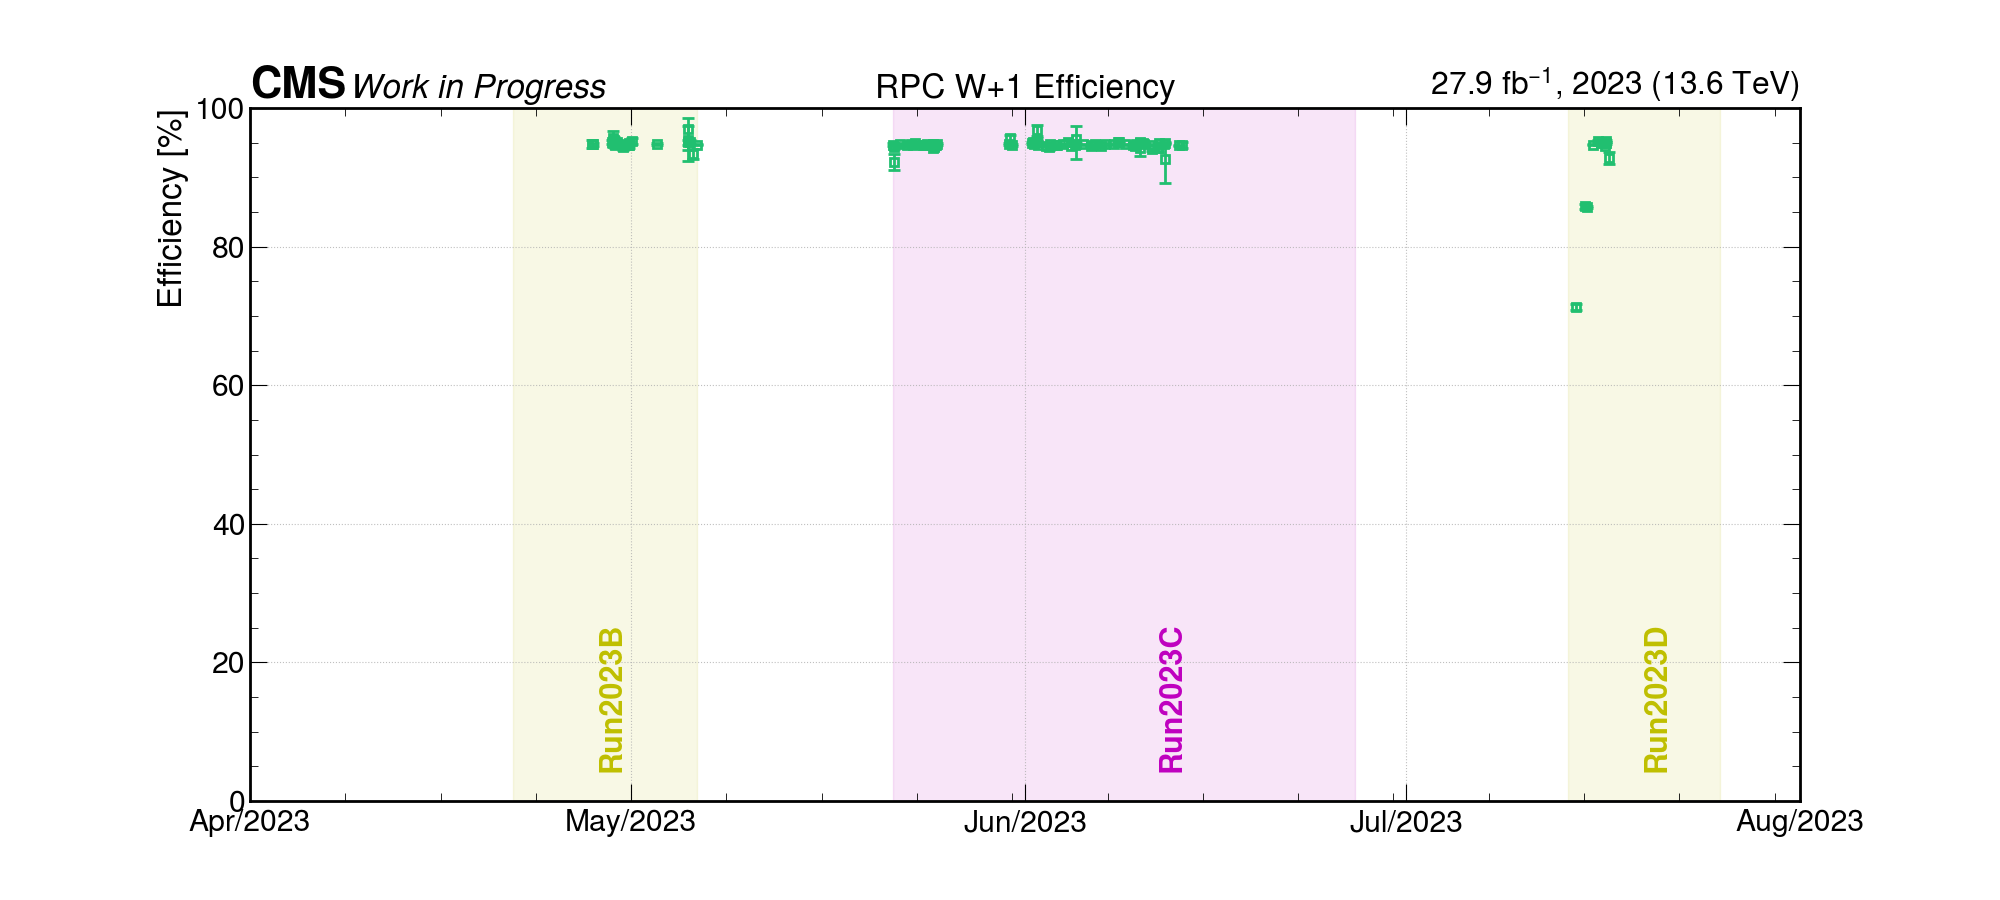 CMS Work in Progress
RPC W+1 Efficiency
27.9 fb⁻¹, 2023 (13.6 TeV)
Efficiency [%]
100
80
60
40
20
0
Run2023B
Run2023C
Run2023D
Apr/2023
May/2023
Jun/2023
Jul/2023
Aug/2023